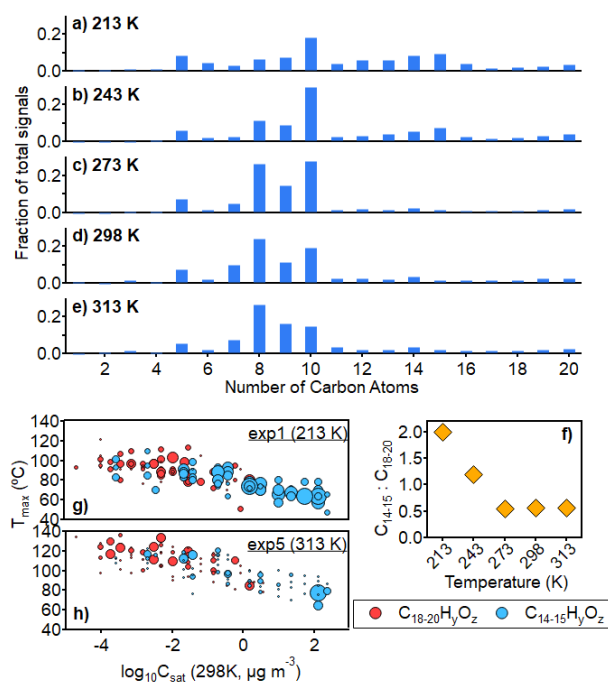 a) 213 K
0.2
0.0
b) 243 K
0.2
0.0
c) 273 K
0.2
0.0
d) 298 K
0.2
0.0
e) 313 K
0.2
0.0
Fraction of total signals
2 4 6 8 10 12 14 16 18 20
Number of Carbon Atoms
140
120
100
80
60
40
exp1 (213 K)
g)
140
120
100
80
60
40
exp5 (313 K)
h)
Tmax (ºC)
-4 -2 0 2
log10Csat (298K, µg m-3)
f)
2.0
1.5
1.0
0.5
0.0
C14-15 : C18-20
213 243 273 298 313
Temperature (K)
C18-20HyOz C14-15HyOz